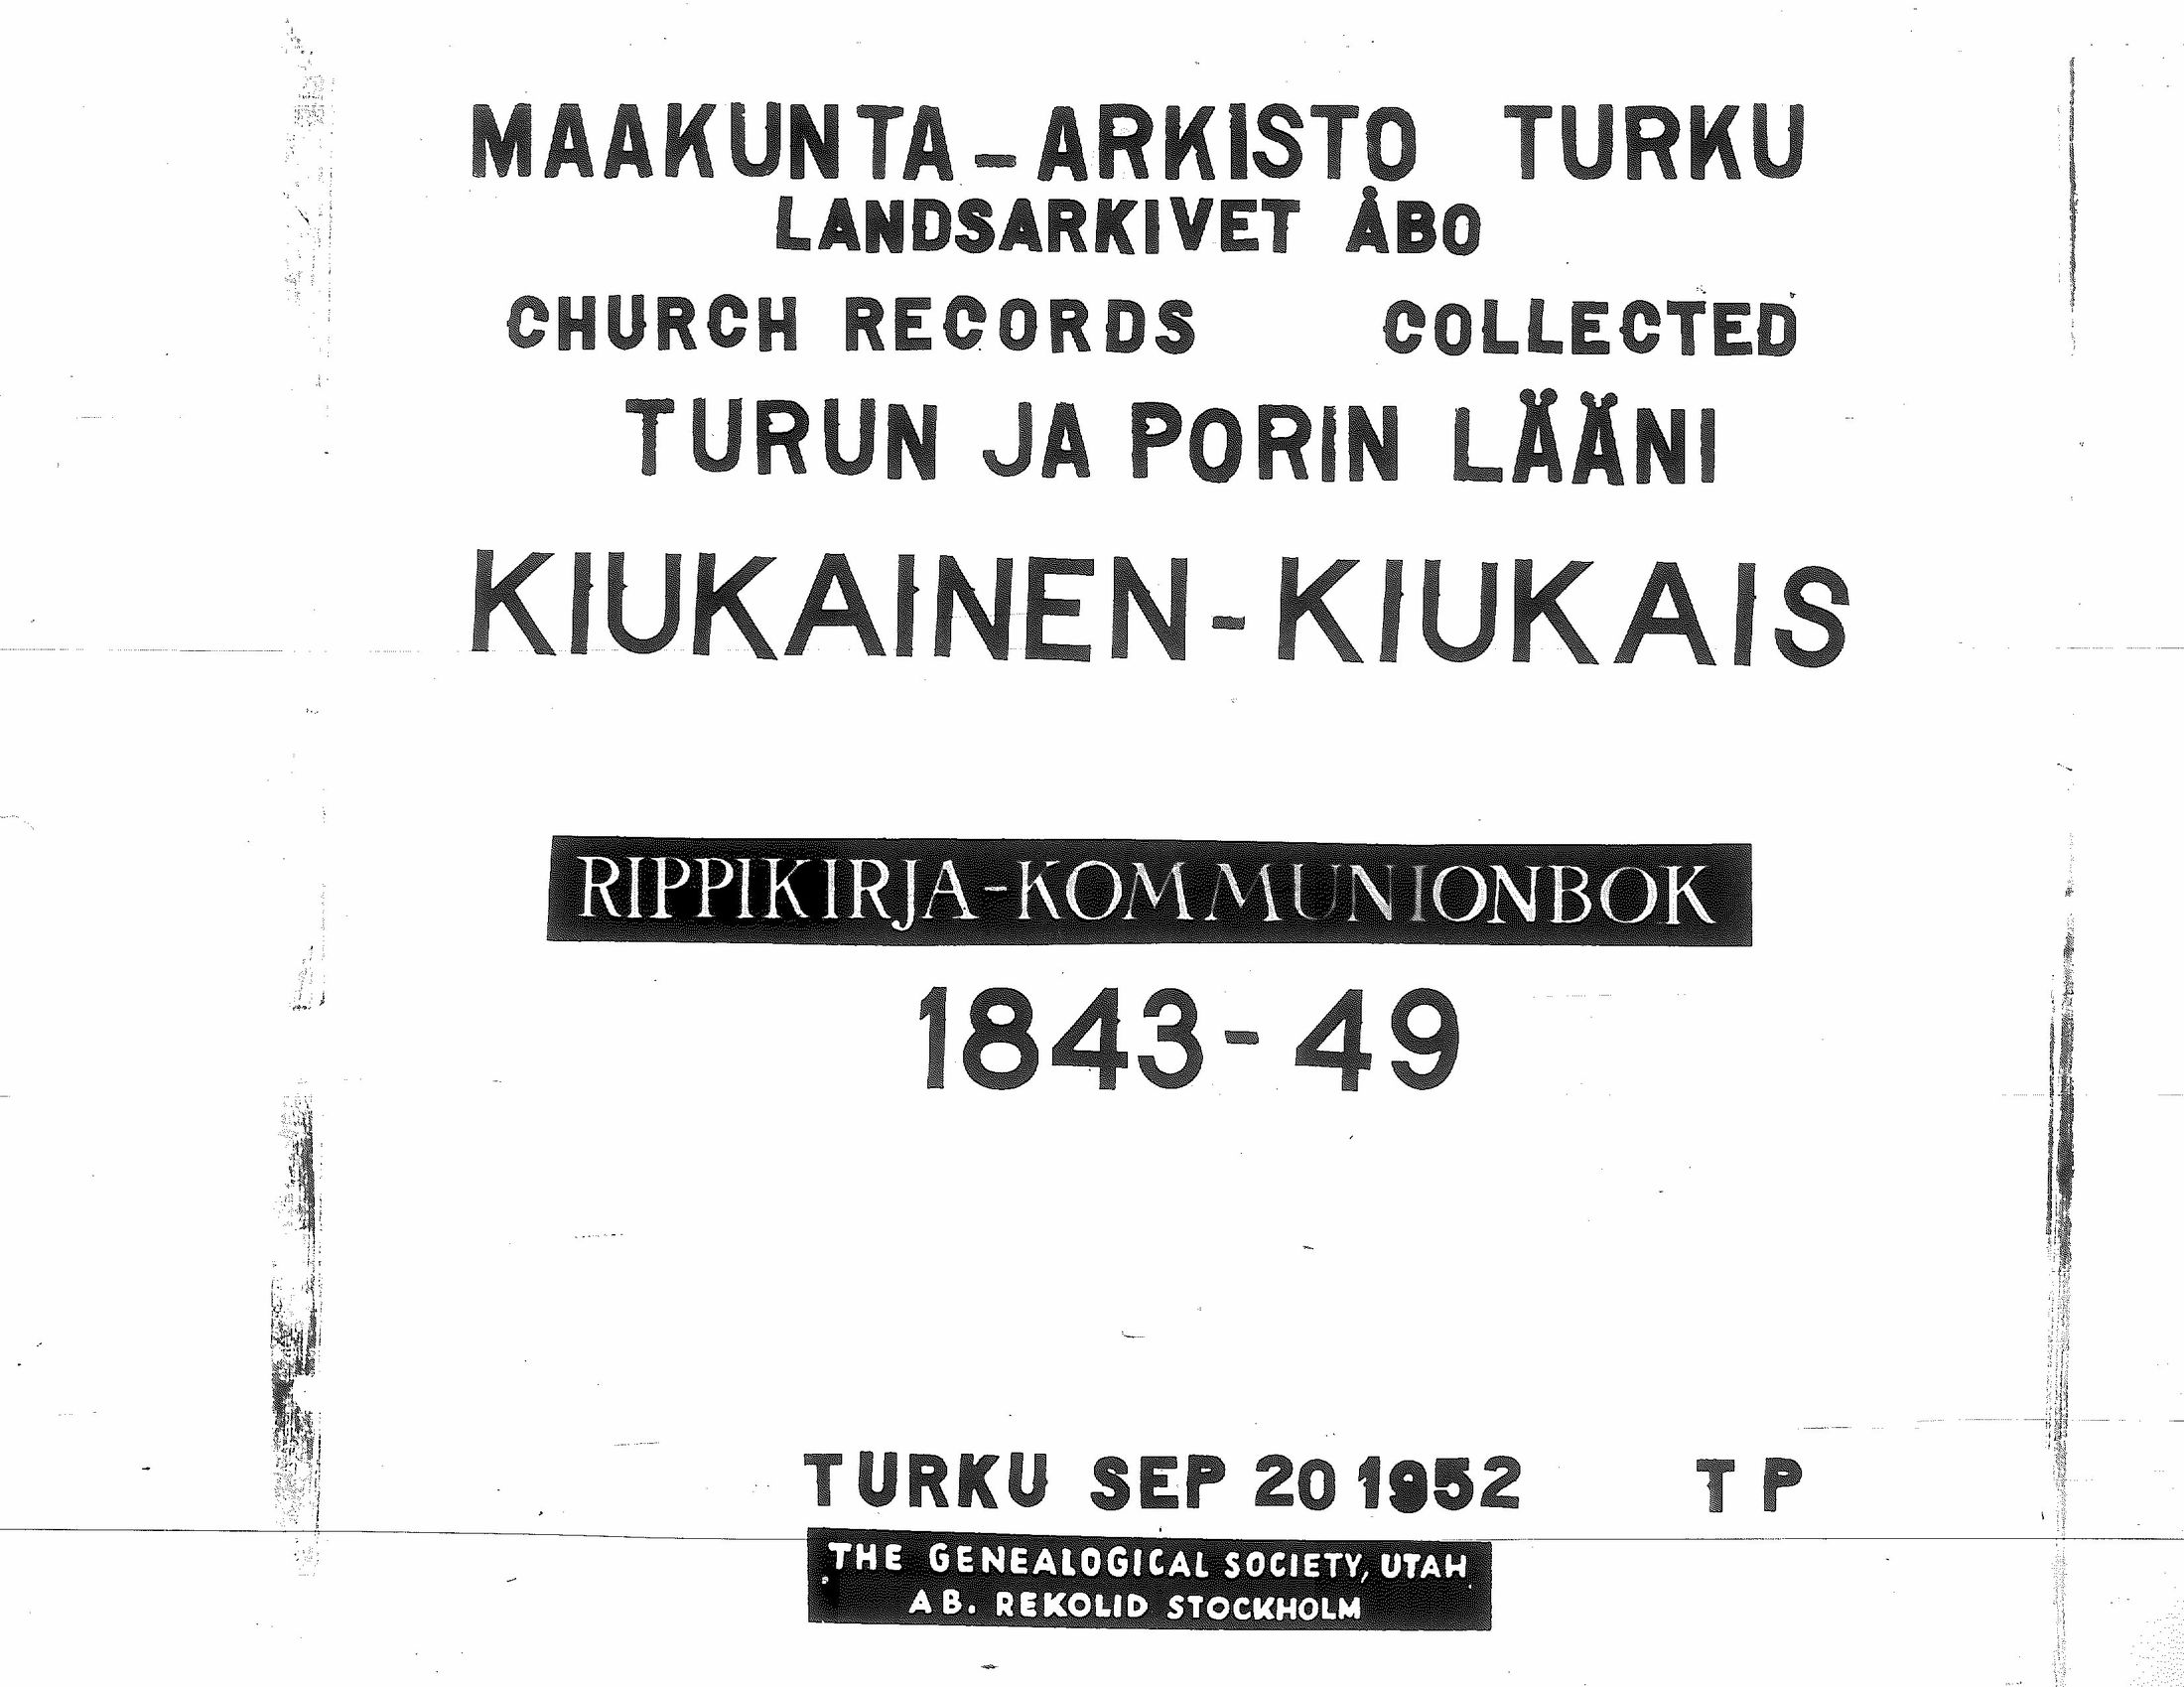 MAAKUNTA-ARKISTO TURKU
LANDSARKIVET ÅBO
CHURCH RECORDS COLLECTED
TURUN JA PORIN LÄÄNI
KIUKAINEN-KIUKAIS
RIPPIKIRJA-KOMMUNIONBOK
1843-49
TURKU SEP 20 1952 T P
THE GENEALOGICAL SOCIETY, UTAH
AB. REKOLID STOCKHOLM